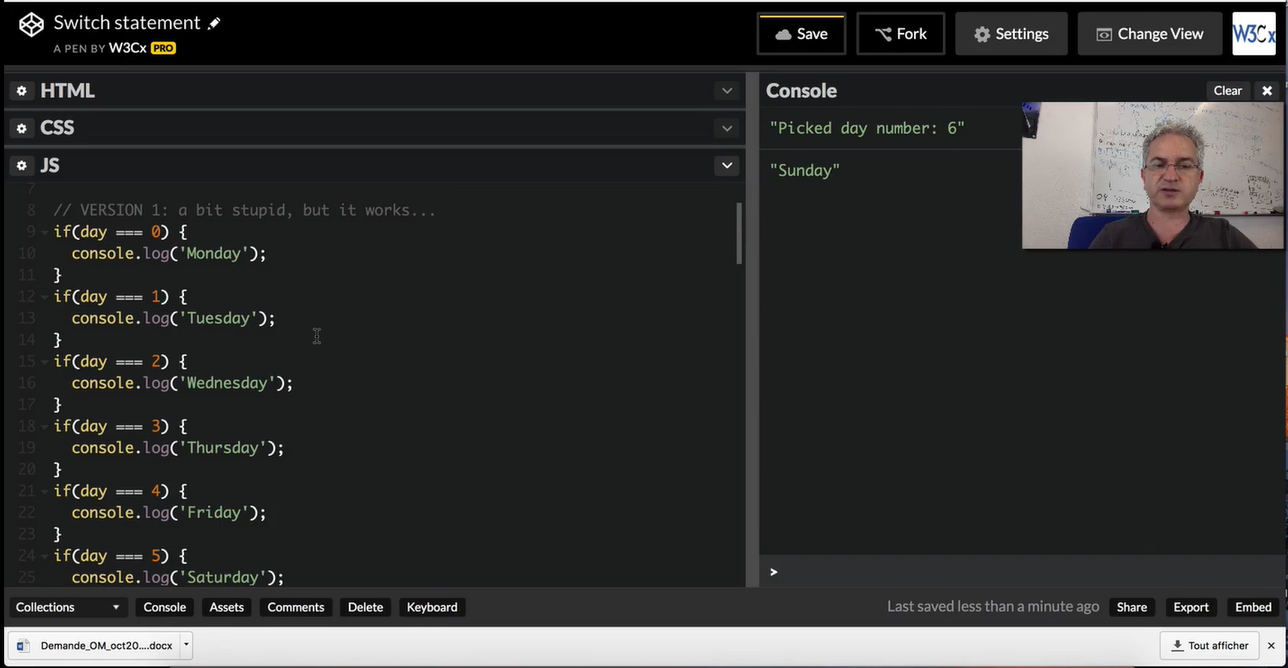 Switch statement
A PEN BY W3Cx PRO
Save
Fork
Settings
Change View
W3Cx
HTML
CSS
JS
7
8 // VERSION 1: a bit stupid, but it works...
9 if(day === 0) {
10 console.log('Monday');
11 }
12 if(day === 1) {
13 console.log('Tuesday');
14 }
15 if(day === 2) {
16 console.log('Wednesday');
17 }
18 if(day === 3) {
19 console.log('Thursday');
20 }
21 if(day === 4) {
22 console.log('Friday');
23 }
24 if(day === 5) {
25 console.log('Saturday');
Console
Clear
"Picked day number: 6"
"Sunday"
>
Collections
Console
Assets
Comments
Delete
Keyboard
Last saved less than a minute ago
Share
Export
Embed
Demande_OM_oct20....docx
Tout afficher